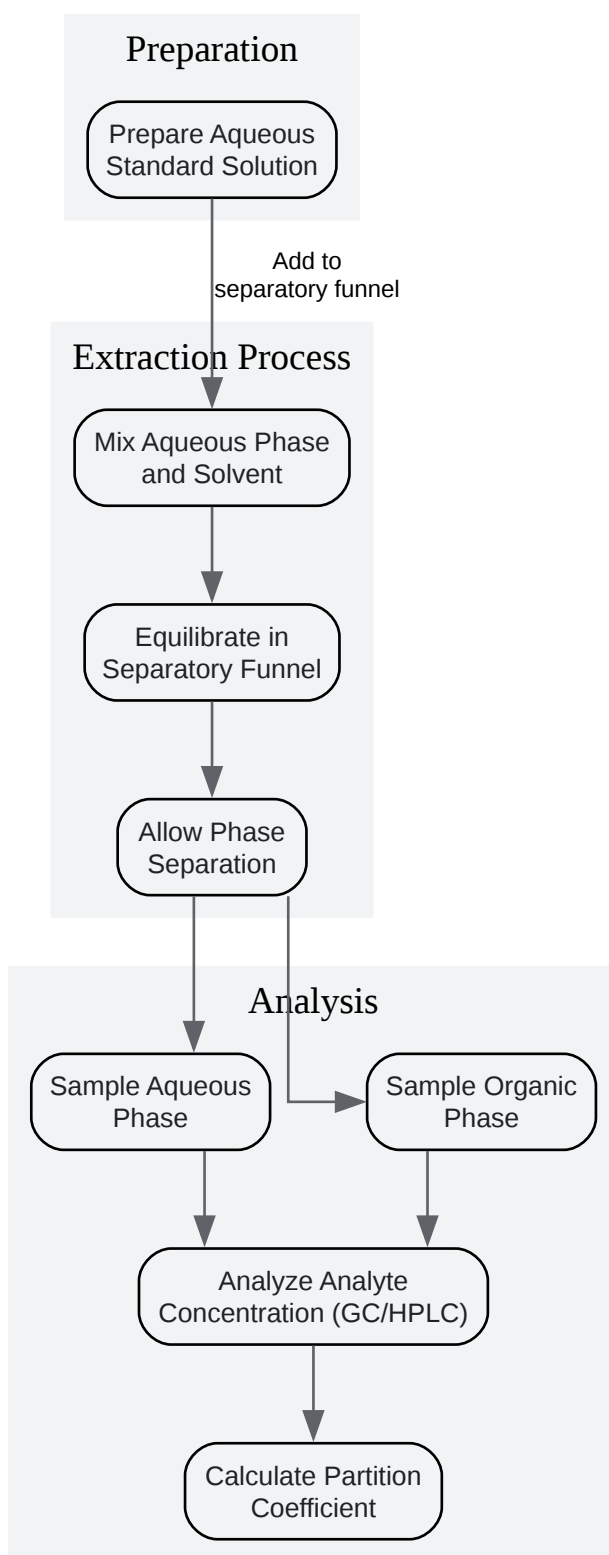 Preparation
Prepare Aqueous
Standard Solution
Add to
separatory funnel
Extraction Process
Mix Aqueous Phase
and Solvent
Equilibrate in
Separatory Funnel
Allow Phase
Separation
Analysis
Sample Aqueous
Phase
Sample Organic
Phase
Analyze Analyte
Concentration (GC/HPLC)
Calculate Partition
Coefficient